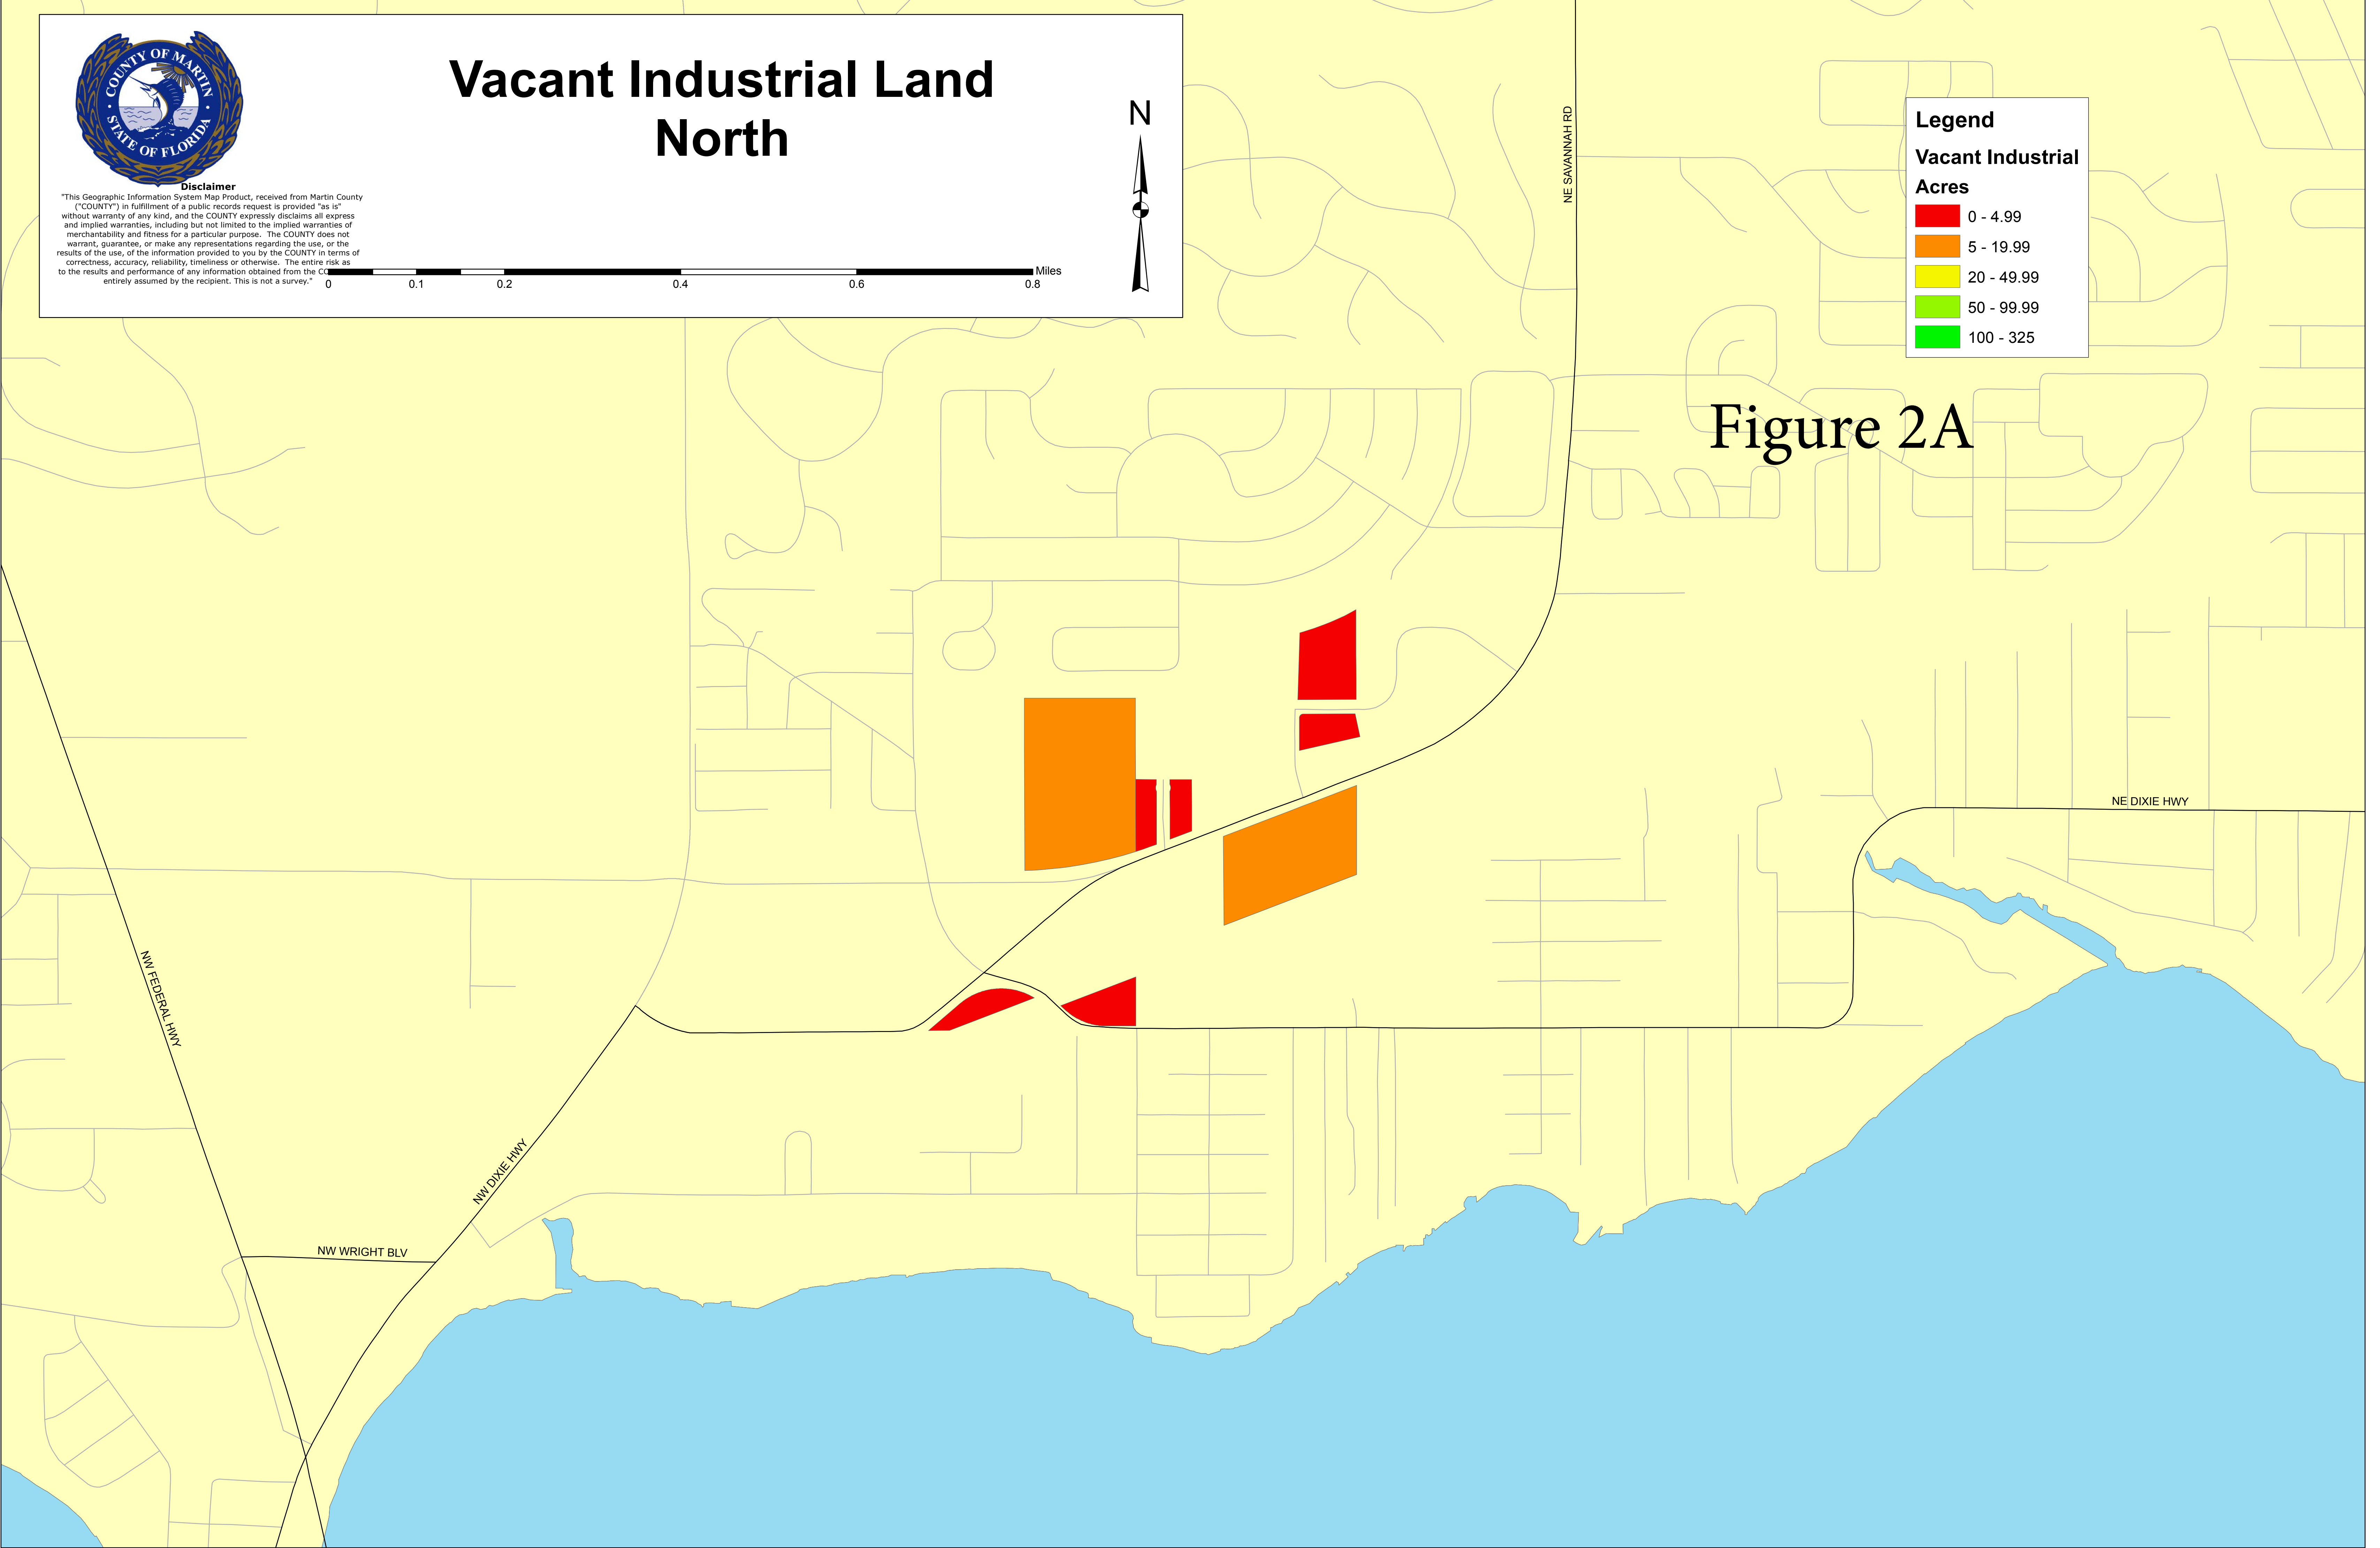 COUNTY OF MARTIN
STATE OF FLORIDA
Vacant Industrial Land
North
N
Disclaimer
"This Geographic Information System Map Product, received from Martin County
("COUNTY") in fulfillment of a public records request is provided "as is"
without warranty of any kind, and the COUNTY expressly disclaims all express
and implied warranties, including but not limited to the implied warranties of
merchantability and fitness for a particular purpose. The COUNTY does not
warrant, guarantee, or make any representations regarding the use, or the
results of the use, of the information provided to you by the COUNTY in terms of
correctness, accuracy, reliability, timeliness or otherwise. The entire risk as
to the results and performance of any information obtained from the
entirely assumed by the recipient. This is not a survey."
Miles
0 0.1 0.2 0.4 0.6 0.8
NE SAVANNAH RD
Legend
Vacant Industrial
Acres
0 - 4.99
5 - 19.99
20 - 49.99
50 - 99.99
100 - 325
Figure 2A
NE DIXIE HWY
NW FEDERAL HWY
NW DIXIE HWY
NW WRIGHT BLV